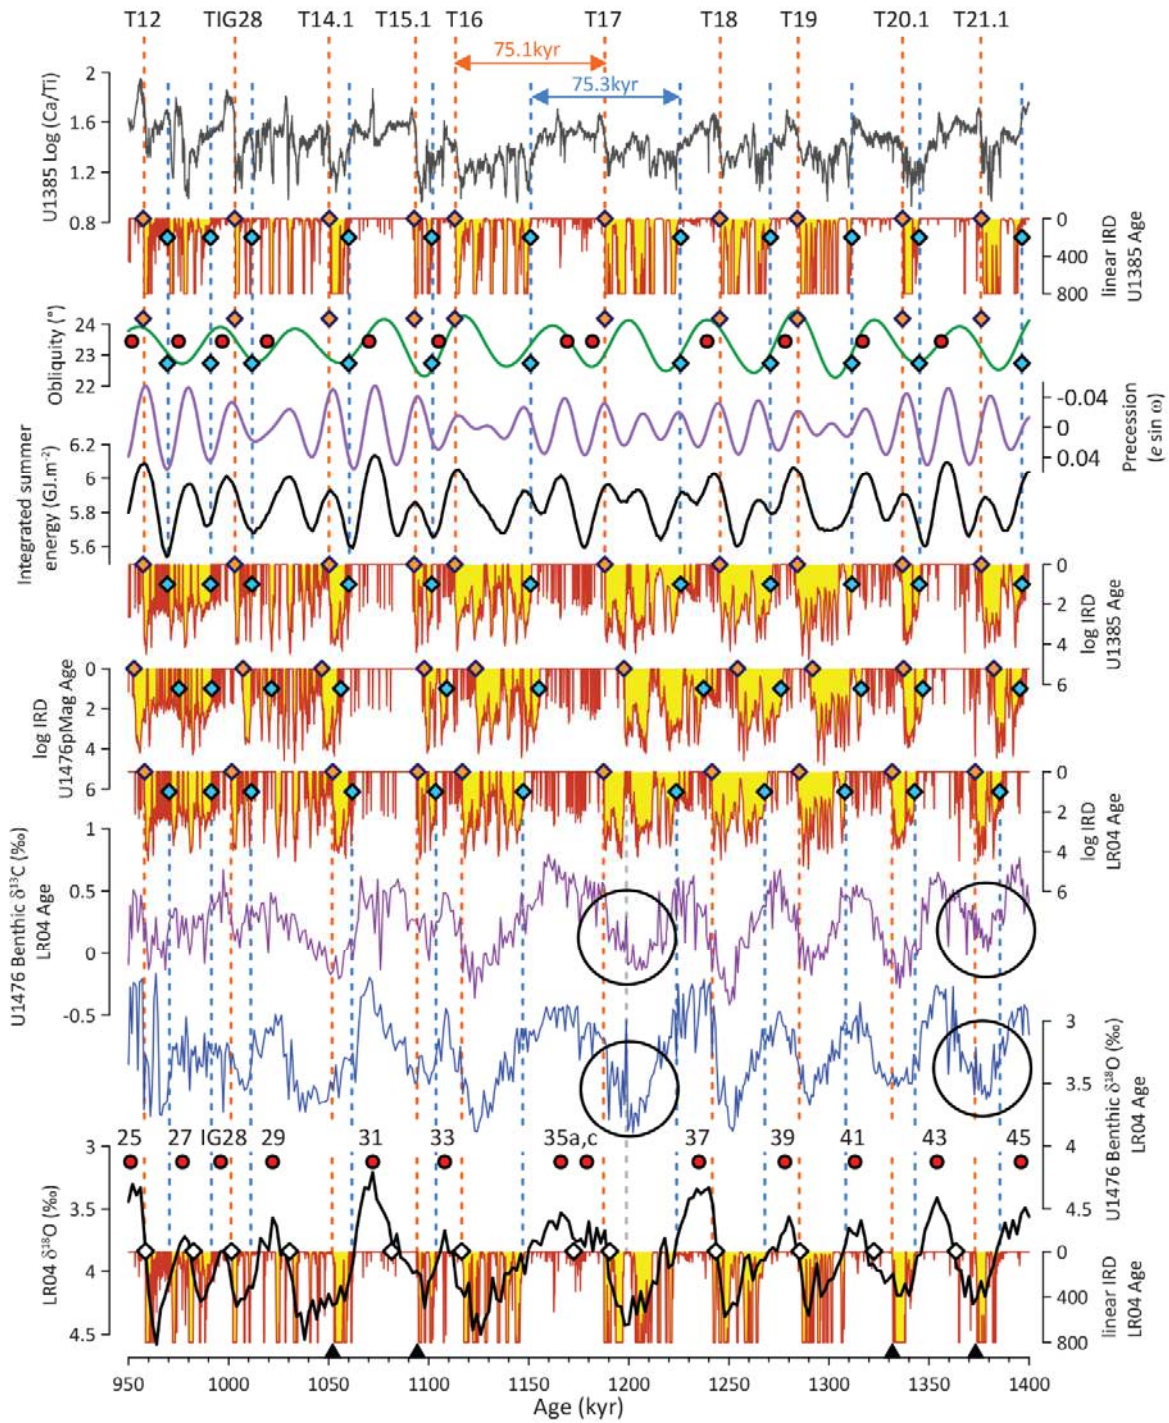 T12 TIG28 T14.1 T15.1 T16 T17 T18 T19 T20.1 T21.1
75.1kyr
75.3kyr
U1385 Log (Ca/Ti)
2
1.6
1.2
0.8
0
400
800
linear IRD
U1385 Age
Obliquity (°)
24
23
22
-0.04
0
0.04
Precession
(e sin ω)
Integrated summer
energy (GJ.m⁻²)
6.2
6
5.8
5.6
0
2
4
6
log IRD
U1385 Age
0
2
4
6
log IRD
U1476pMag Age
0
2
4
6
log IRD
LR04 Age
U1476 Benthic δ¹³C (‰)
LR04 Age
1
0.5
0
-0.5
3
3.5
4
4.5
U1476 Benthic δ¹⁸O (‰)
LR04 Age
25 27 IG28 29 31 33 35a,c 37 39 41 43 45
LR04 δ¹⁸O (‰)
3
3.5
4
4.5
0
400
800
linear IRD
LR04 Age
950 1000 1050 1100 1150 1200 1250 1300 1350 1400
Age (kyr)